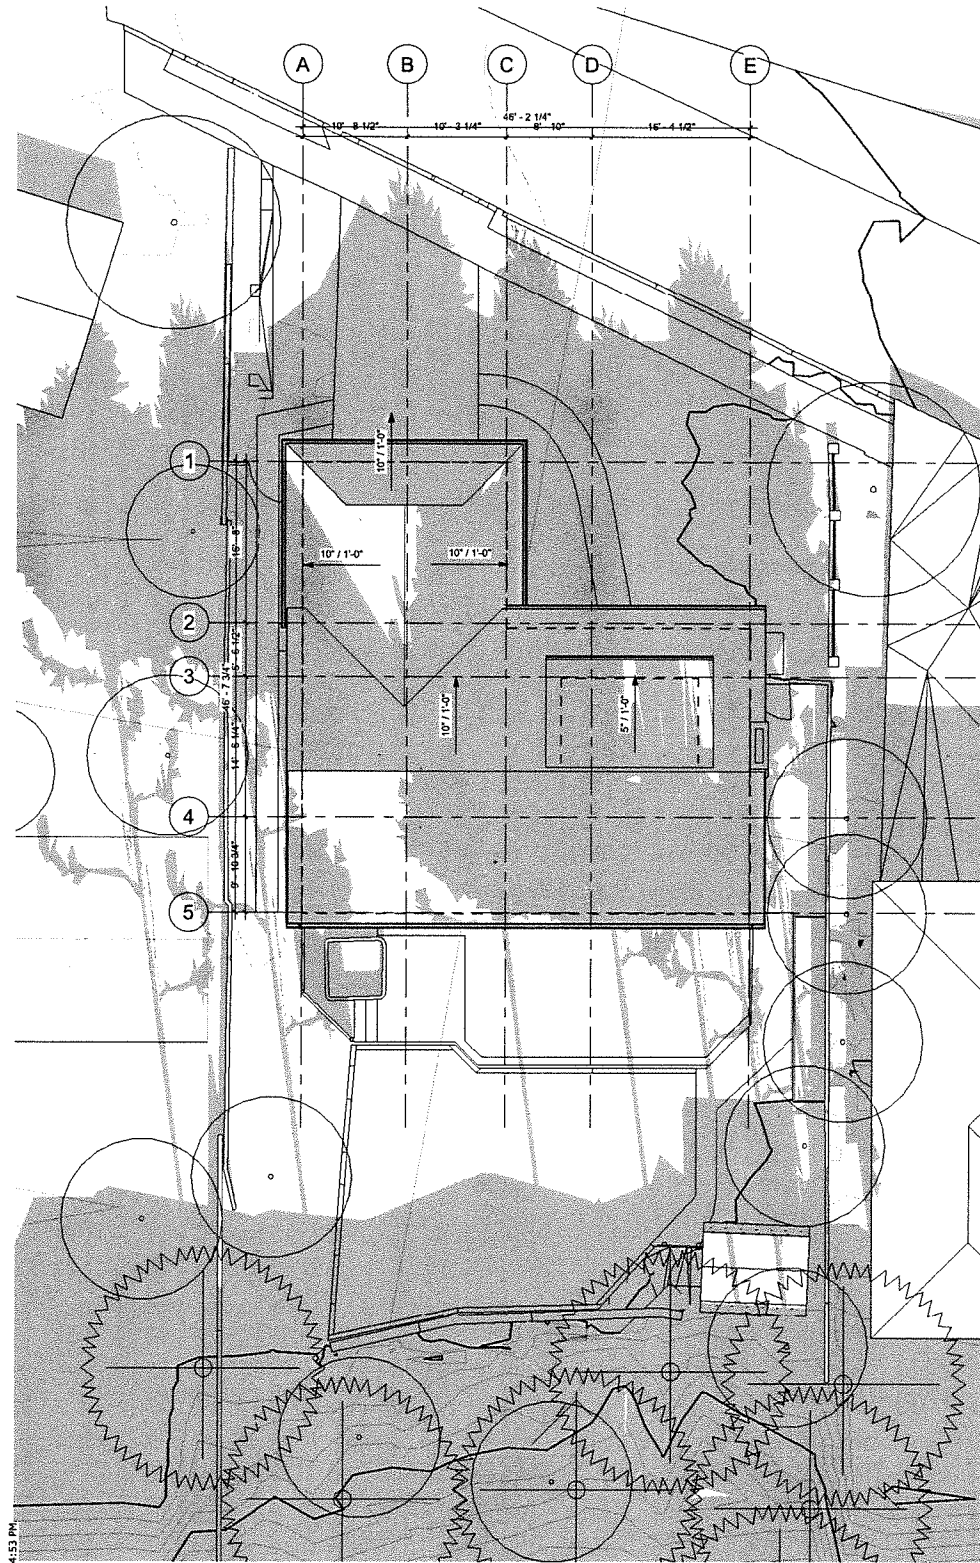 A B C D E
46' - 2 1/4"
10' - 8 1/2" 10' - 3 1/4" 8' - 10" 16' - 4 1/2"
1
10" / 1'-0"
16' - 8"
10" / 1'-0" 10" / 1'-0"
2
5' - 6 1/2"
3
46' - 7 3/4"
10" / 1'-0" 5" / 1'-0"
14' - 6 1/4"
4
9' - 10 3/4"
5
4:53 PM